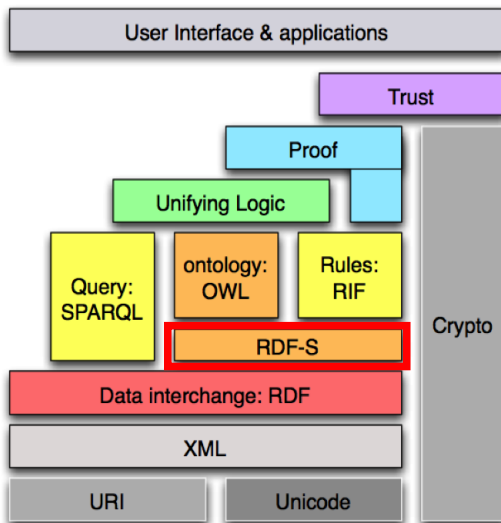 User Interface & applications
Trust
Proof
Unifying Logic
Query:
SPARQL
ontology:
OWL
Rules:
RIF
Crypto
RDF-S
Data interchange: RDF
XML
URI
Unicode